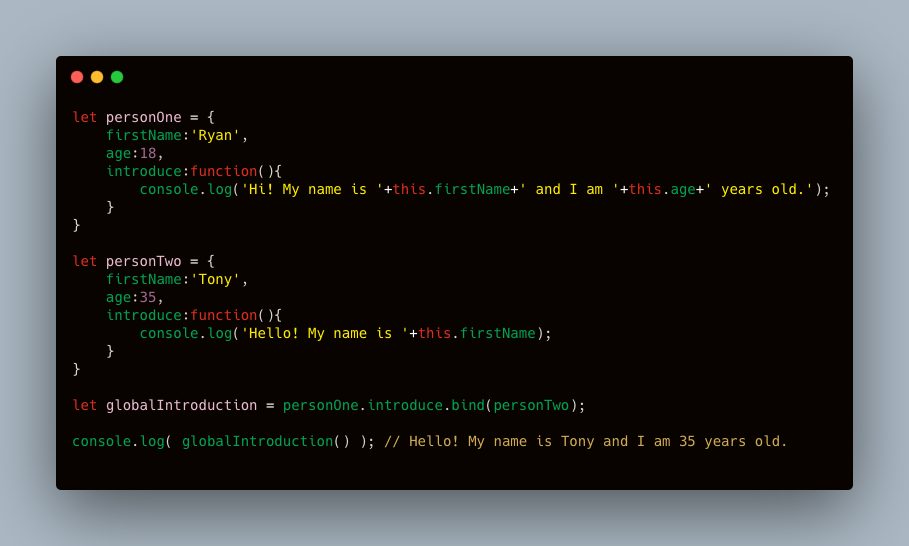 let personOne = {
    firstName:'Ryan',
    age:18,
    introduce:function(){
        console.log('Hi! My name is '+this.firstName+' and I am '+this.age+' years old.');
    }
}

let personTwo = {
    firstName:'Tony',
    age:35,
    introduce:function(){
        console.log('Hello! My name is '+this.firstName);
    }
}

let globalIntroduction = personOne.introduce.bind(personTwo);

console.log( globalIntroduction() ); // Hello! My name is Tony and I am 35 years old.